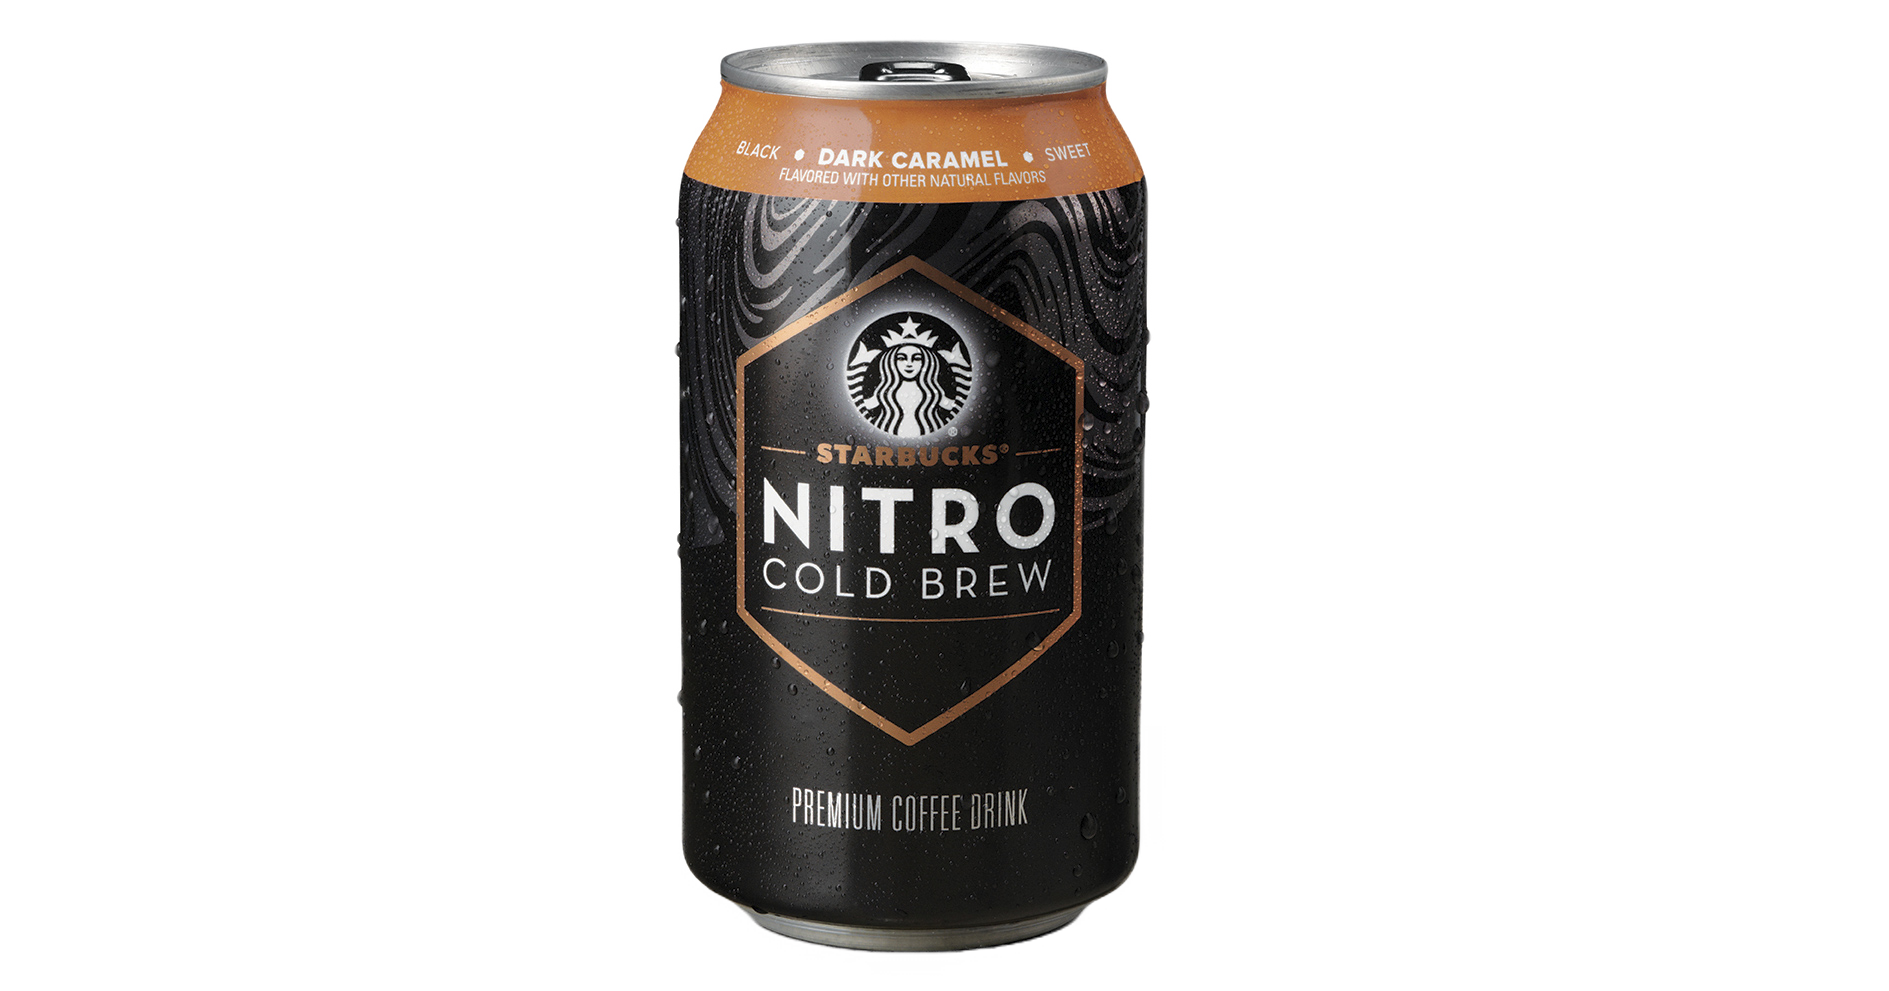 BLACK • DARK CARAMEL • SWEET
FLAVORED WITH OTHER NATURAL FLAVORS
STARBUCKS®
NITRO
COLD BREW
PREMIUM COFFEE DRINK